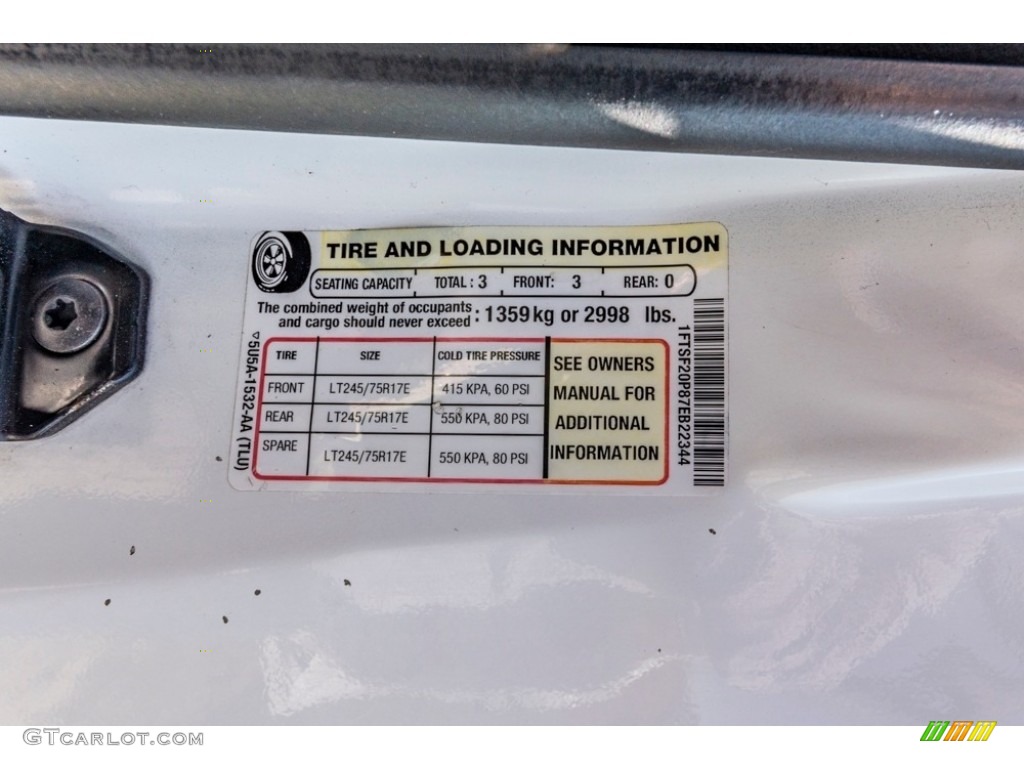 TIRE AND LOADING INFORMATION
SEATING CAPACITY TOTAL : 3 FRONT: 3 REAR: 0
The combined weight of occupants
and cargo should never exceed : 1359kg or 2998 lbs.
TIRE SIZE COLD TIRE PRESSURE
FRONT LT245/75R17E 415 KPA, 60 PSI
REAR LT245/75R17E 550 KPA, 80 PSI
SPARE LT245/75R17E 550 KPA, 80 PSI
SEE OWNERS
MANUAL FOR
ADDITIONAL
INFORMATION
5U5A-1532-AA (TLU)
1FTSF20P87EB22344
GTCARLOT.COM